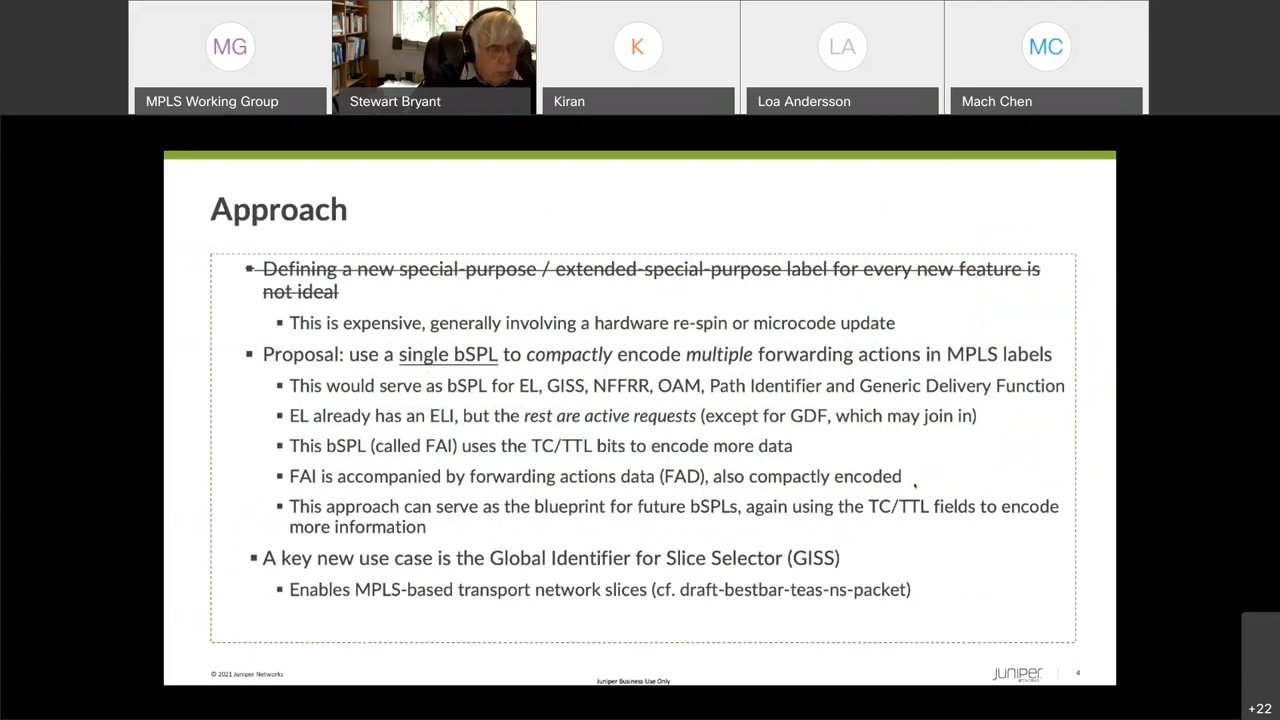 MG
K
LA
MC
MPLS Working Group
Stewart Bryant
Kiran
Loa Andersson
Mach Chen
Approach
▪ Defining a new special-purpose / extended-special-purpose label for every new feature is
not ideal
▪ This is expensive, generally involving a hardware re-spin or microcode update
▪ Proposal: use a single bSPL to compactly encode multiple forwarding actions in MPLS labels
▪ This would serve as bSPL for EL, GISS, NFFRR, OAM, Path Identifier and Generic Delivery Function
▪ EL already has an ELI, but the rest are active requests (except for GDF, which may join in)
▪ This bSPL (called FAI) uses the TC/TTL bits to encode more data
▪ FAI is accompanied by forwarding actions data (FAD), also compactly encoded
▪ This approach can serve as the blueprint for future bSPLs, again using the TC/TTL fields to encode
more information
▪ A key new use case is the Global Identifier for Slice Selector (GISS)
▪ Enables MPLS-based transport network slices (cf. draft-bestbar-teas-ns-packet)
© 2021 Juniper Networks
Juniper Business Use Only
JUNIPER
NETWORKS
4
+22